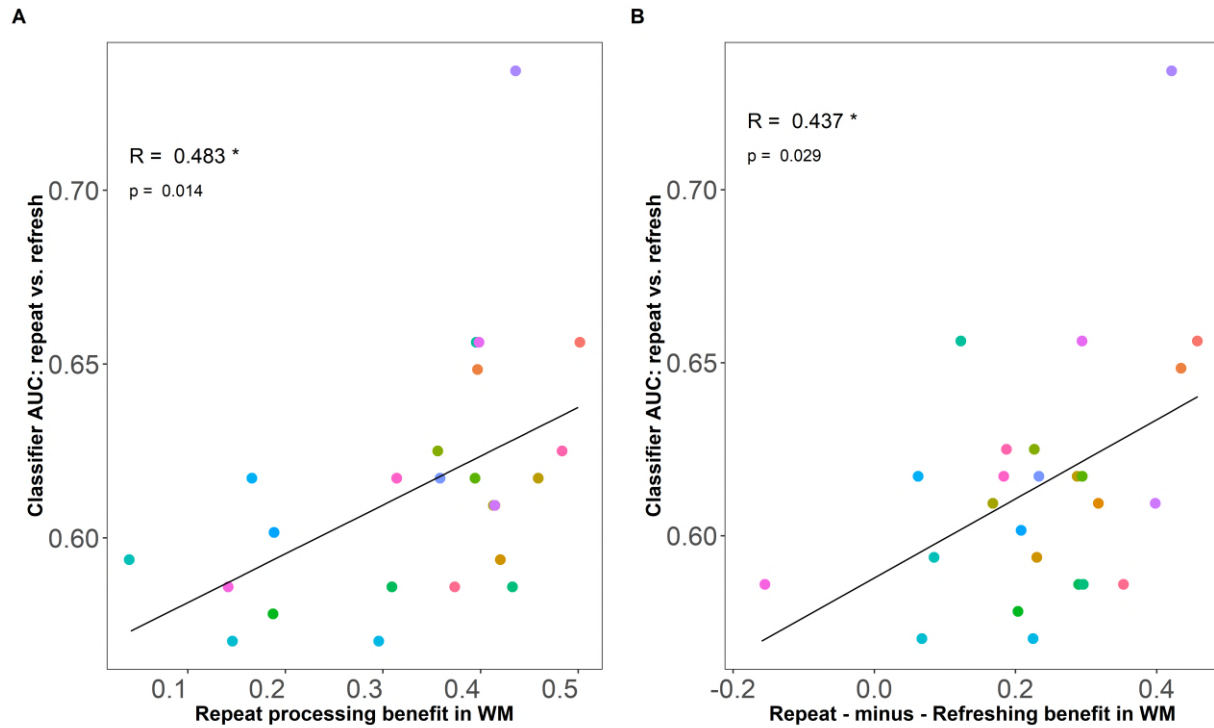 A
R = 0.483 *
p = 0.014
0.70
0.65
0.60
Classifier AUC: repeat vs. refresh
0.1 0.2 0.3 0.4 0.5
Repeat processing benefit in WM
B
R = 0.437 *
p = 0.029
0.70
0.65
0.60
Classifier AUC: repeat vs. refresh
-0.2 0.0 0.2 0.4
Repeat - minus - Refreshing benefit in WM